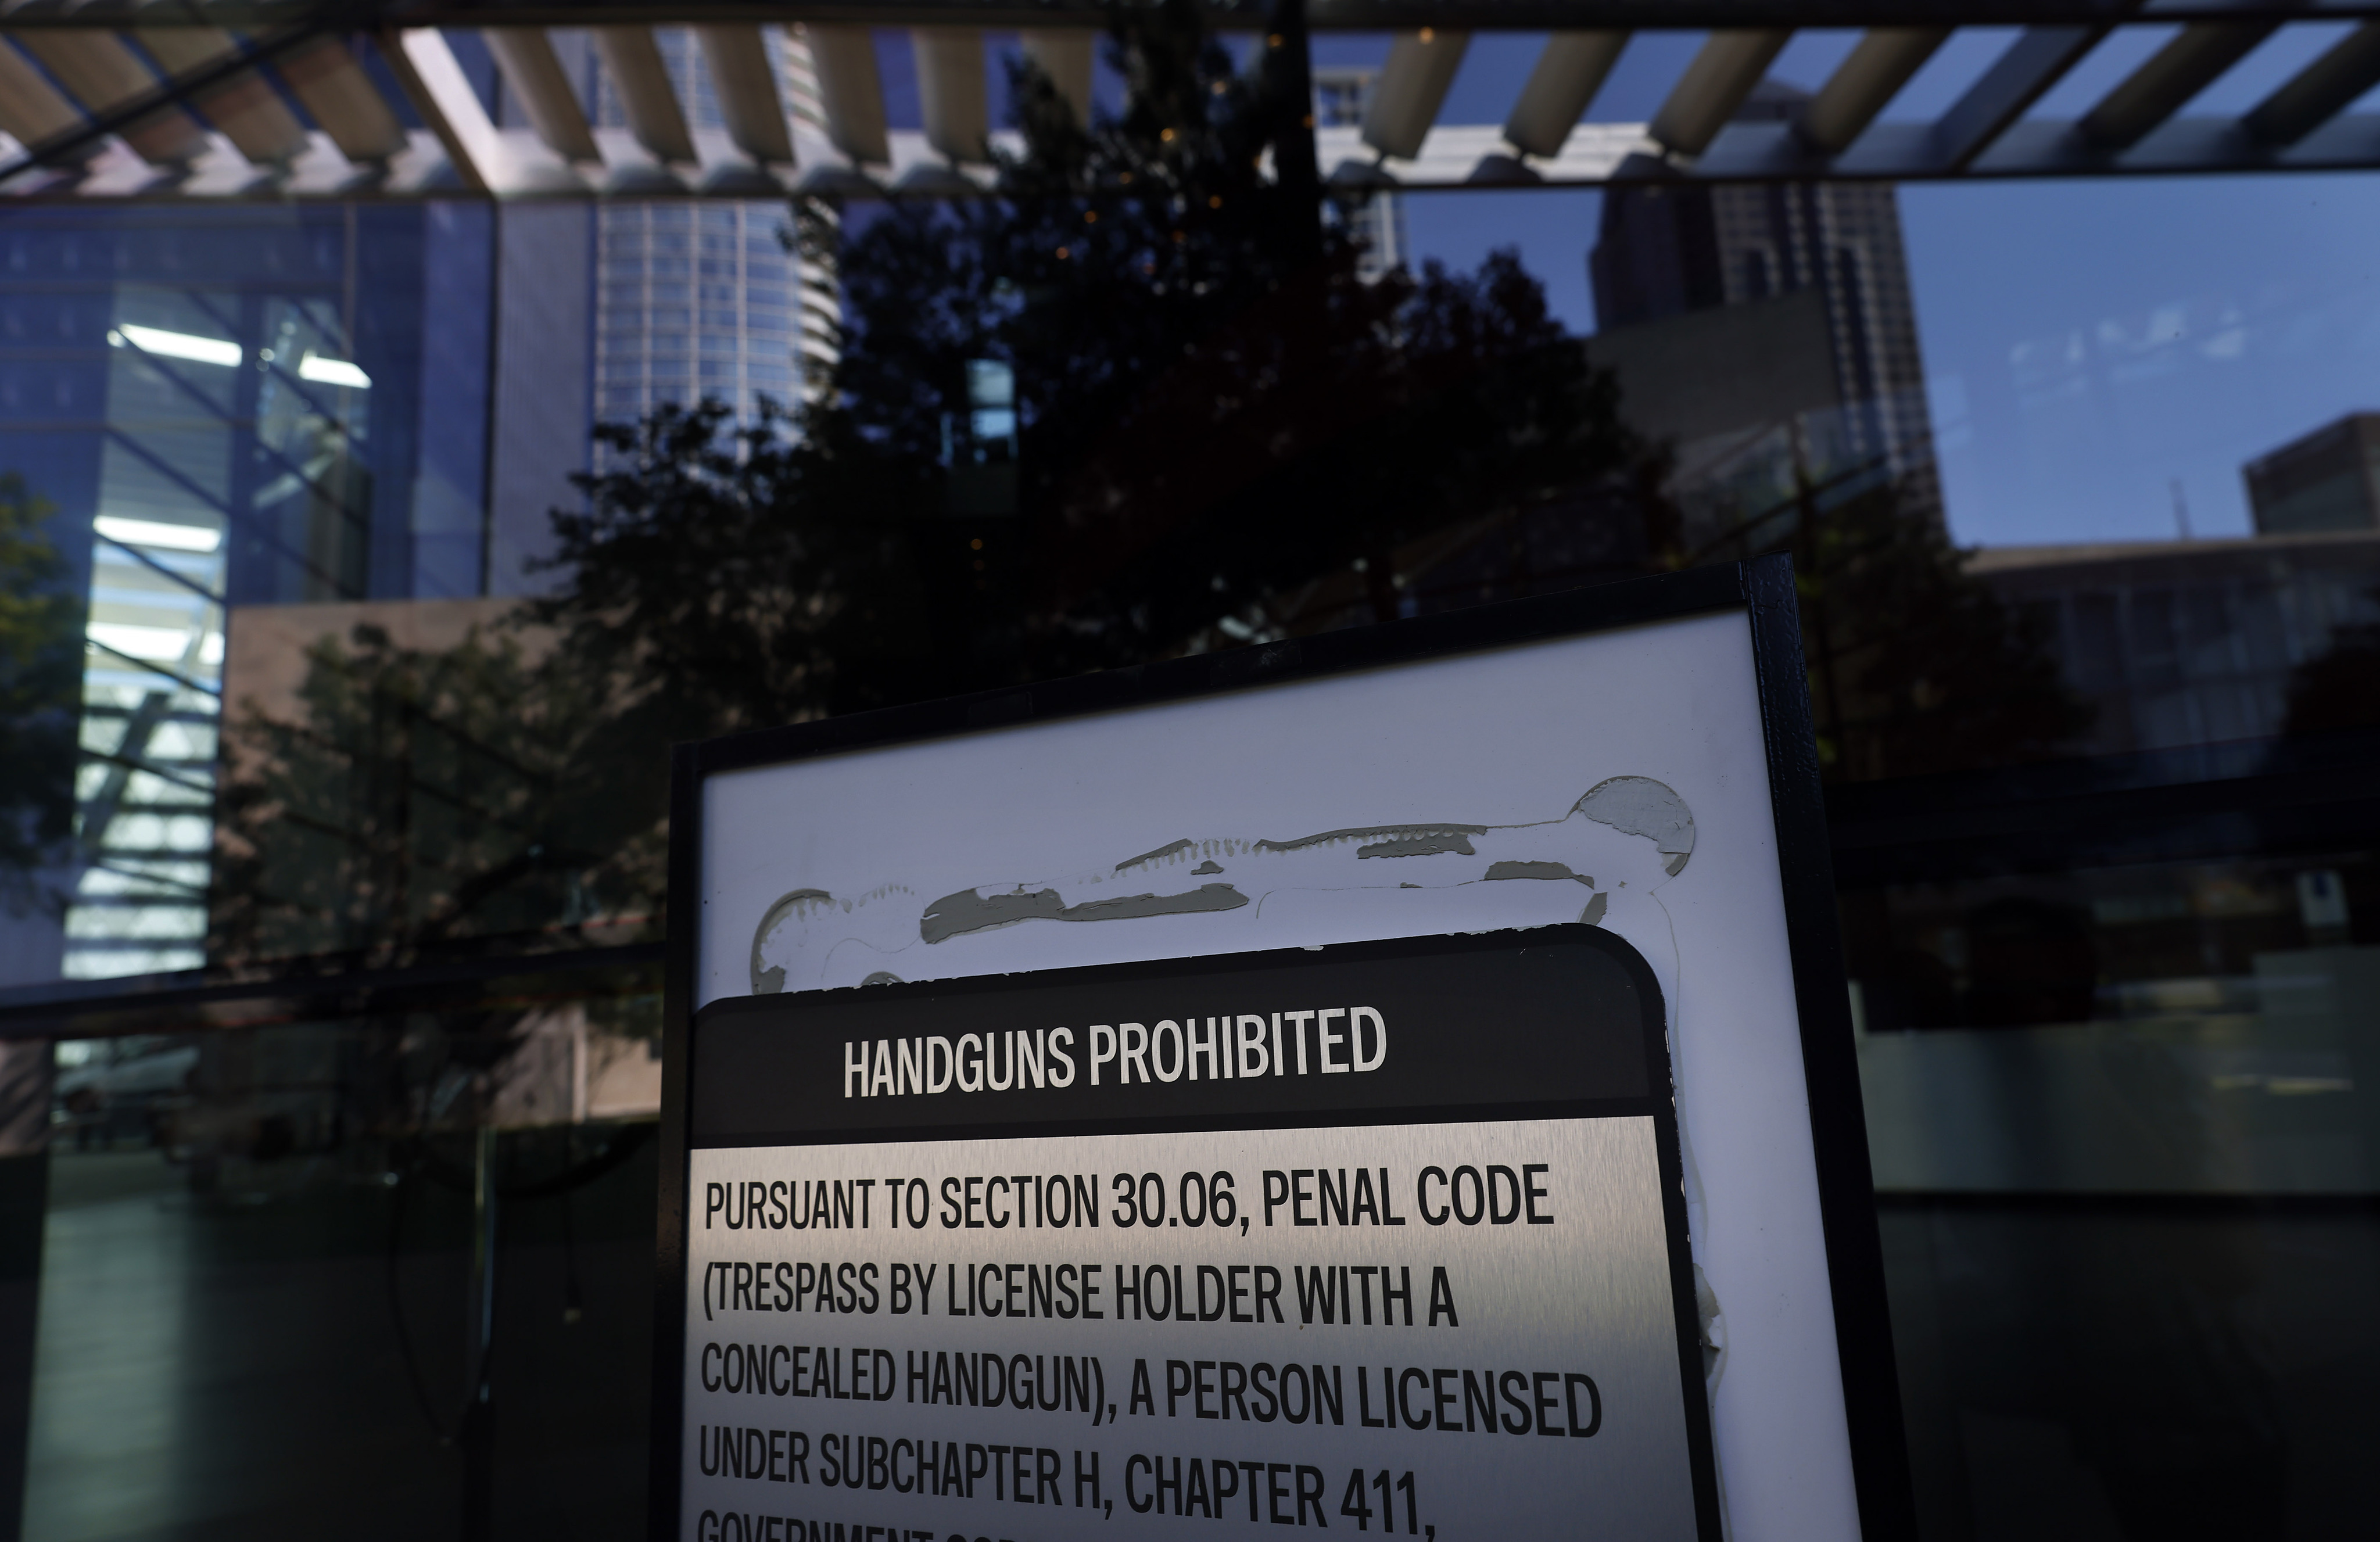 HANDGUNS PROHIBITED
PURSUANT TO SECTION 30.06, PENAL CODE
(TRESPASS BY LICENSE HOLDER WITH A
CONCEALED HANDGUN), A PERSON LICENSED
UNDER SUBCHAPTER H, CHAPTER 411,
GOVERNMENT